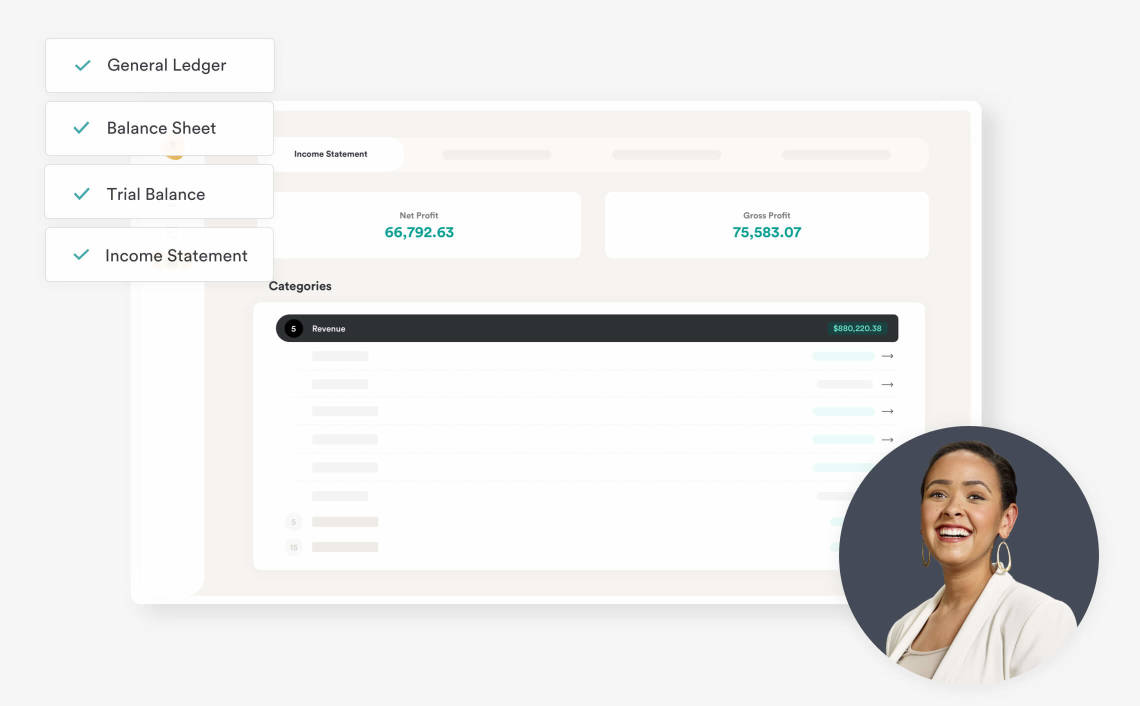 General Ledger
Balance Sheet
Trial Balance
Income Statement
Income Statement
Net Profit
66,792.63
Gross Profit
75,583.07
Categories
5 Revenue $880,220.38
5
15